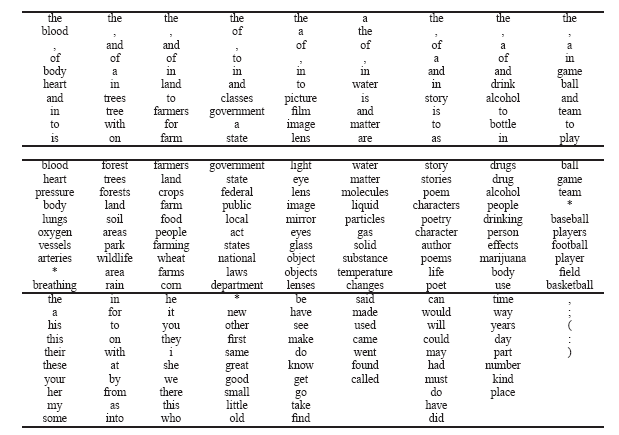 the the the the the a the the the
blood , , of a the , , ,
, and and , of of of a a
of of of to , , a of in
body a in in in in and and game
heart in land and to water in drink ball
and trees to classes picture is story alcohol and
in tree farmers government film and is to team
to with for a image matter to bottle to
is on farm state lens are as in play
blood forest farmers government light water story drugs ball
heart trees land state eye matter stories drug game
pressure forests crops federal lens molecules poem alcohol team
body land farm public image liquid characters people *
lungs soil food local mirror particles poetry drinking baseball
oxygen areas people act eyes gas character person players
vessels park farming states glass solid author effects football
arteries wildlife wheat national object substance poems marijuana player
* area farms laws objects temperature life body field
breathing rain corn department lenses changes poet use basketball
the in he * be said can time ,
a for it new have made would way ;
his to you other see used will years (
this on they first make came could day :
their with i same do went may part )
these at she great know found had number
your by we good get called must kind
her from there small go do place
my as this little take have
some into who old find did